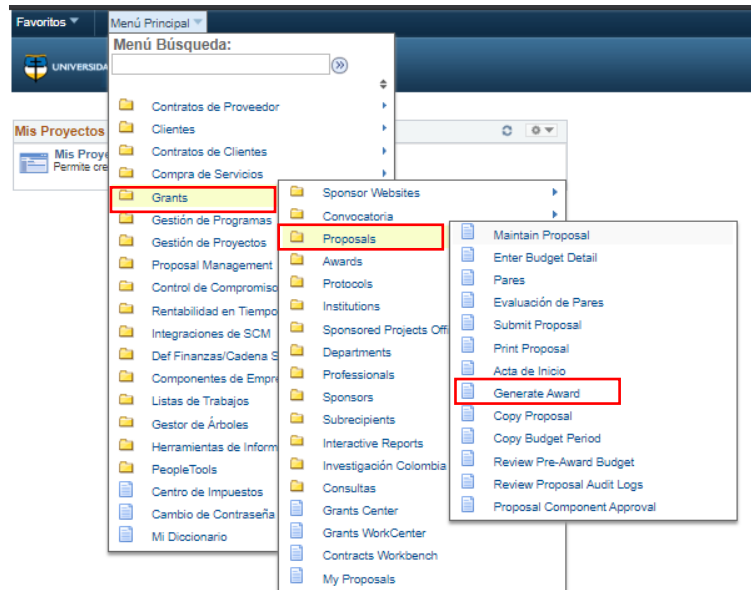 Favoritos
Menú Principal
Menú Búsqueda:
UNIVERSIDA
Contratos de Proveedor
Clientes
Contratos de Clientes
Compra de Servicios
Grants
Gestión de Programas
Gestión de Proyectos
Proposal Management
Control de Compromiso
Rentabilidad en Tiempo
Integraciones de SCM
Def Finanzas/Cadena S
Componentes de Empre
Listas de Trabajos
Gestor de Árboles
Herramientas de Inform
PeopleTools
Centro de Impuestos
Cambio de Contraseña
Mi Diccionario
Mis Proyectos
Mis Proye
Permite cre
Sponsor Websites
Convocatoria
Proposals
Awards
Protocols
Institutions
Sponsored Projects Offi
Departments
Professionals
Sponsors
Subrecipients
Interactive Reports
Investigación Colombia
Consultas
Grants Center
Grants WorkCenter
Contracts Workbench
My Proposals
Maintain Proposal
Enter Budget Detail
Pares
Evaluación de Pares
Submit Proposal
Print Proposal
Acta de Inicio
Generate Award
Copy Proposal
Copy Budget Period
Review Pre-Award Budget
Review Proposal Audit Logs
Proposal Component Approval